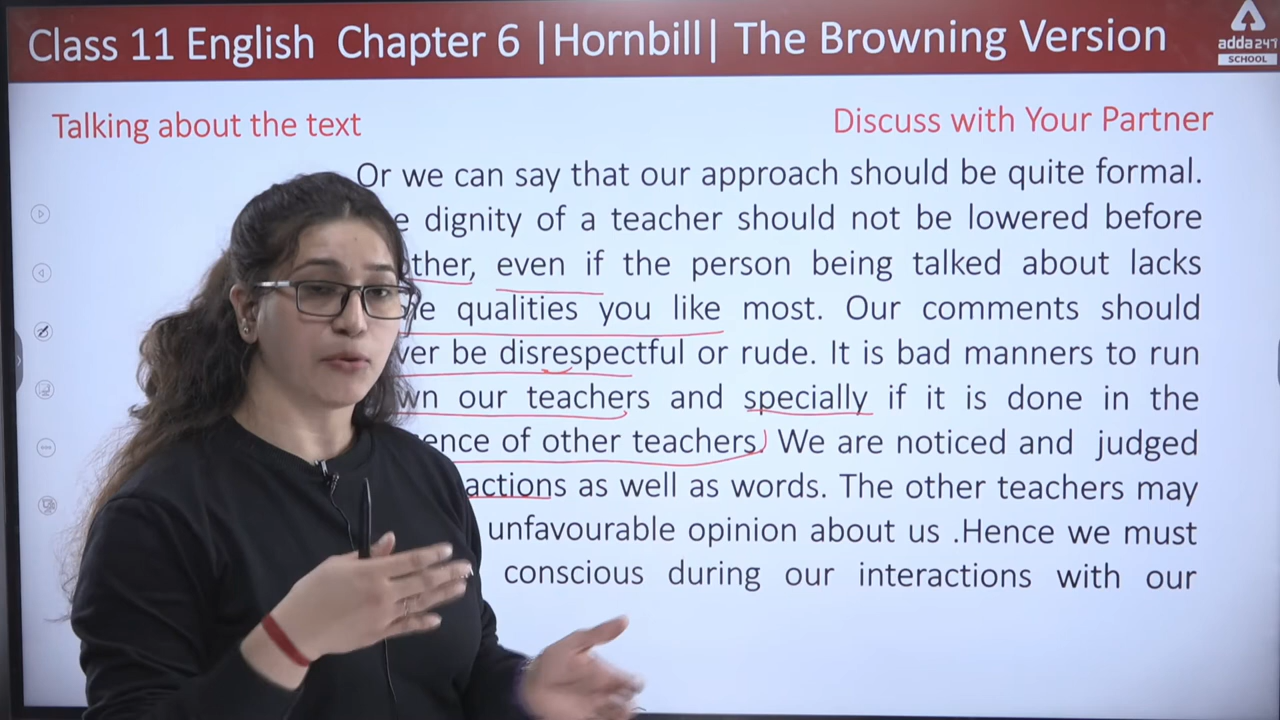 Class 11 English Chapter 6 |Hornbill| The Browning Version
adda247
SCHOOL
Talking about the text
Discuss with Your Partner
Or we can say that our approach should be quite formal.
dignity of a teacher should not be lowered before
even if the person being talked about lacks
qualities you like most. Our comments should
be disrespectful or rude. It is bad manners to run
our teachers and specially if it is done in the
of other teachers. We are noticed and judged
actions as well as words. The other teachers may
unfavourable opinion about us .Hence we must
conscious during our interactions with our